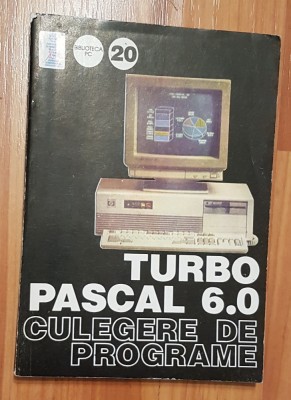 BIBLIOTECA
PC
20
TURBO
PASCAL 6.0
CULEGERE DE
PROGRAME